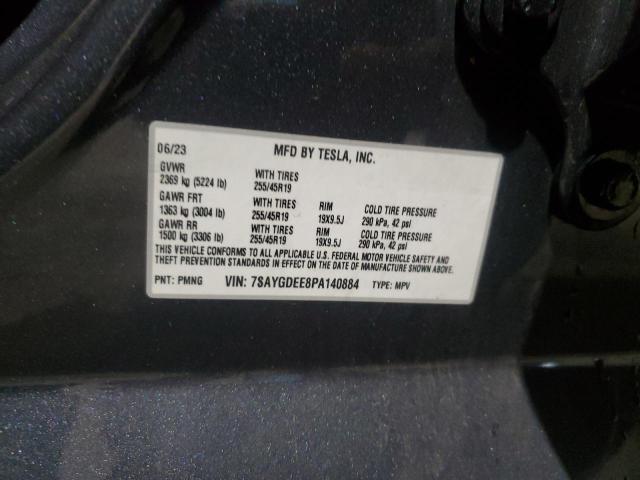 06/23 MFD BY TESLA, INC.
GVWR WITH TIRES
2369 kg (5224 lb) 255/45R19
GAWR FRT WITH TIRES RIM COLD TIRE PRESSURE
1363 kg (3004 lb) 255/45R19 19X9.5J 290 kPa, 42 psi
GAWR RR WITH TIRES RIM COLD TIRE PRESSURE
1500 kg (3306 lb) 255/45R19 19X9.5J 290 kPa, 42 psi
THIS VEHICLE CONFORMS TO ALL APPLICABLE U.S. FEDERAL MOTOR VEHICLE SAFETY AND
THEFT PREVENTION STANDARDS IN EFFECT ON THE DATE OF MANUFACTURE SHOWN ABOVE.
PNT: PMNG VIN: 7SAYGDEE8PA140884 TYPE: MPV